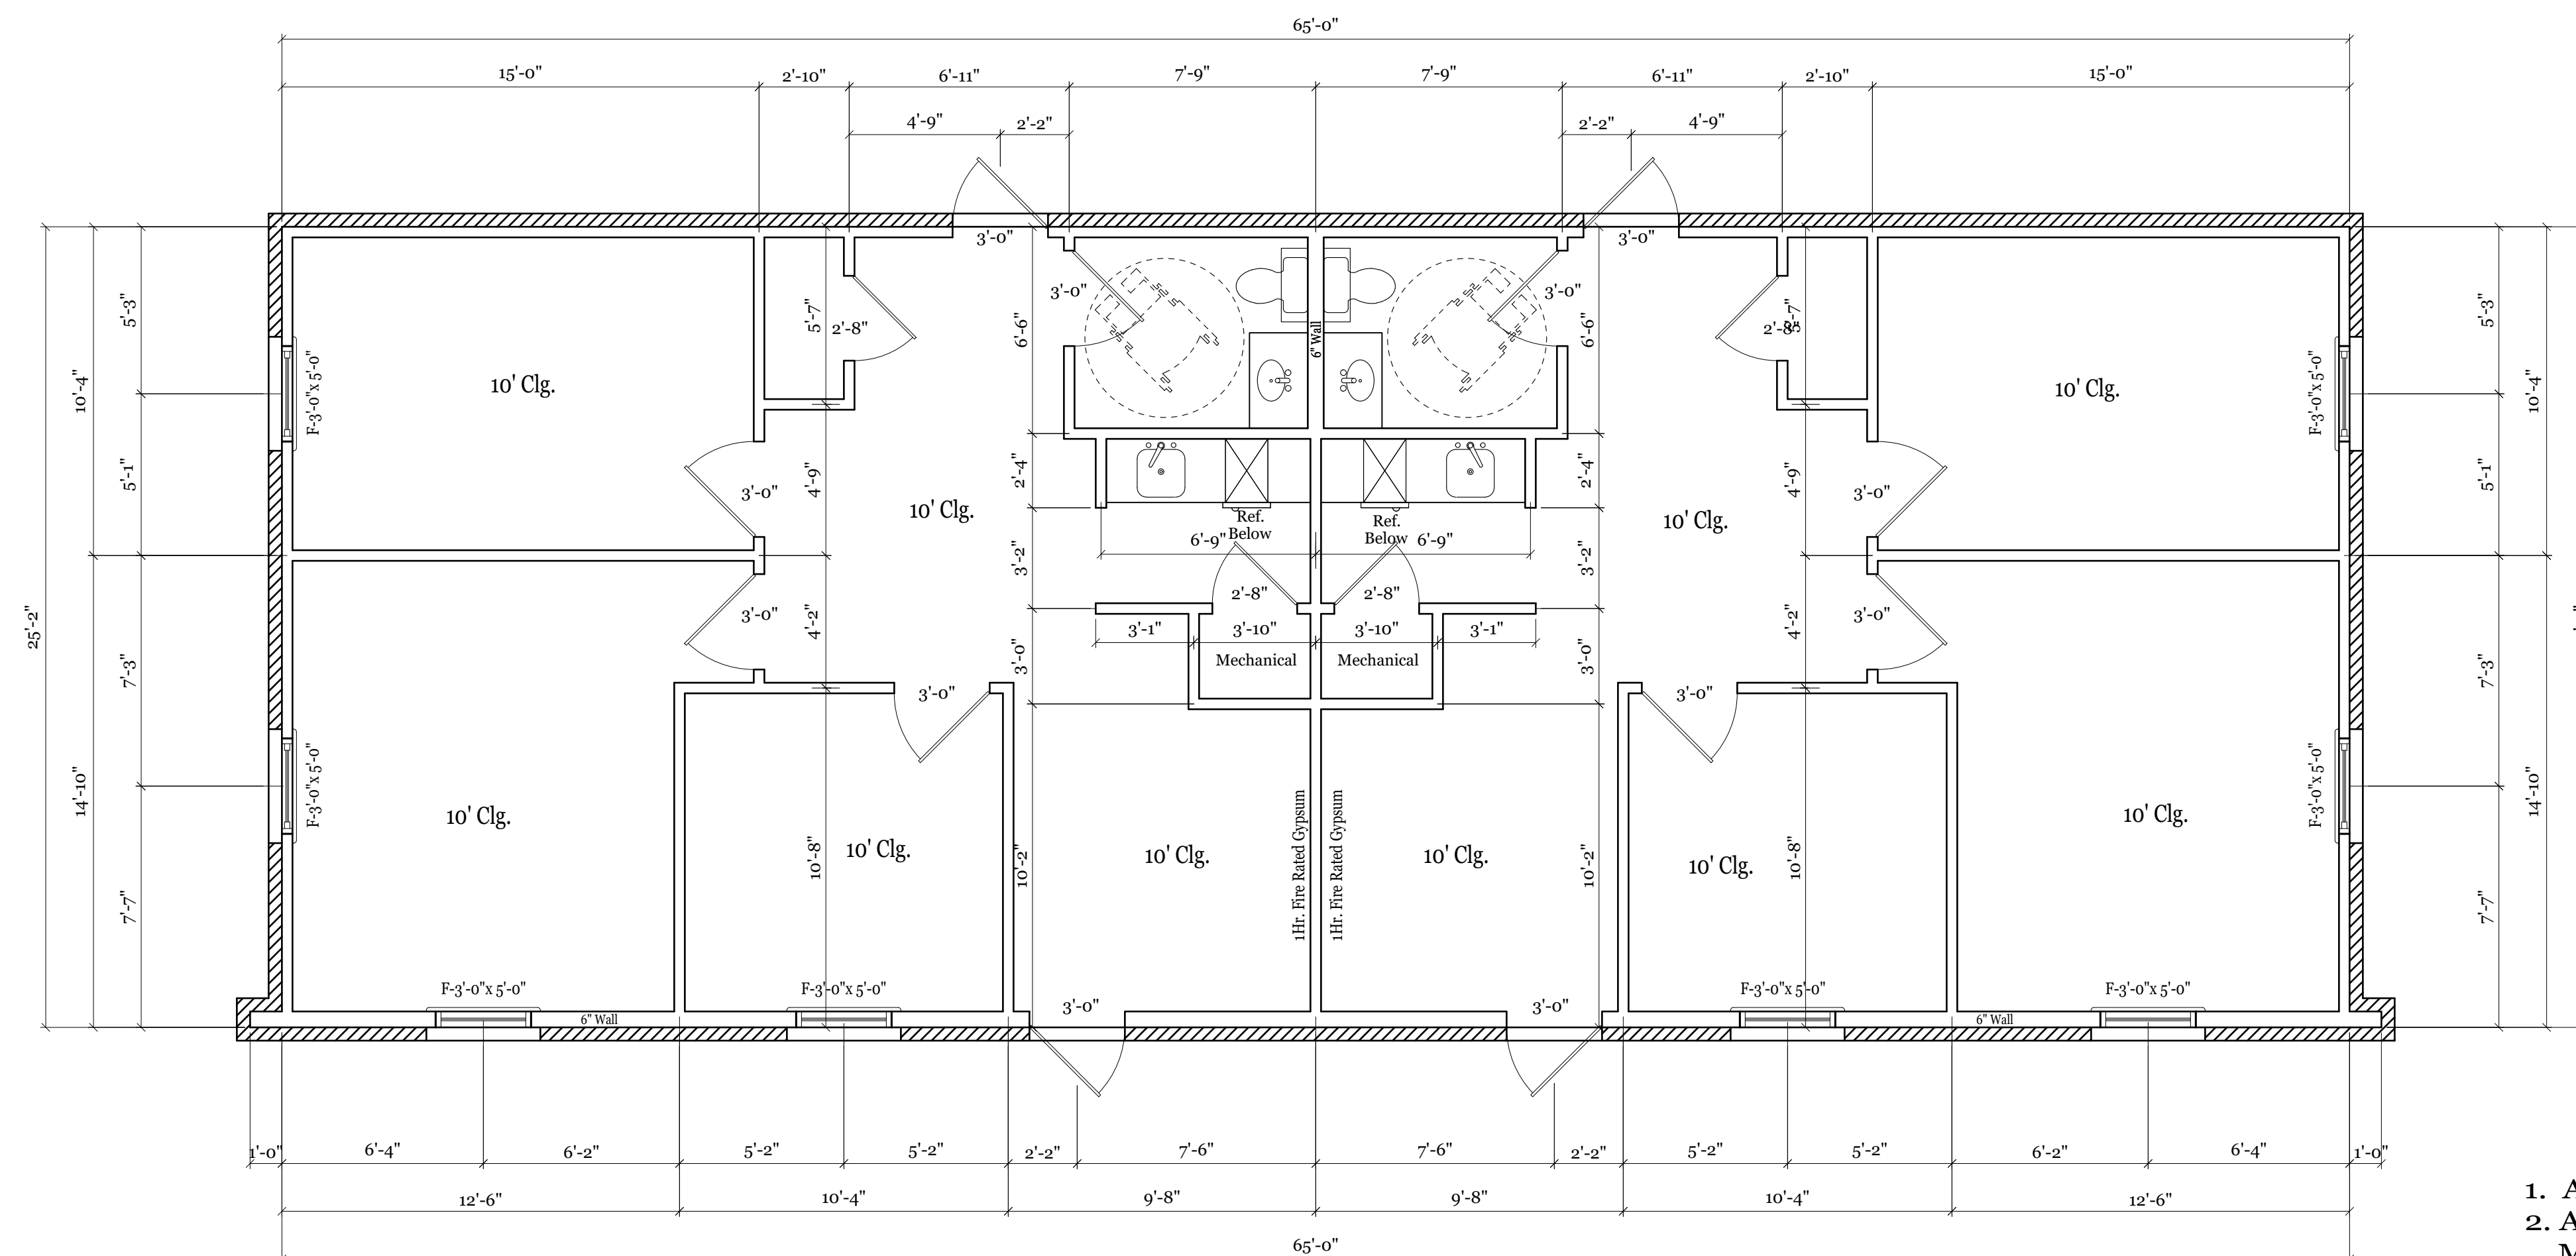 65'-0"
15'-0"
2'-10"
6'-11"
7'-9"
7'-9"
6'-11"
2'-10"
15'-0"
4'-9"
2'-2"
2'-2"
4'-9"
3'-0"
3'-0"
5'-3"
5'-7"
2'-8"
6'-6"
3'-0"
6" Wall
3'-0"
6'-6"
5'-7"
2'-8"
5'-3"
10'-4"
F-3'-0"x 5'-0"
10' Clg.
10' Clg.
F-3'-0"x 5'-0"
10'-4"
5'-1"
3'-0"
4'-9"
10' Clg.
2'-4"
Ref.
Below
Ref.
Below
2'-4"
10' Clg.
4'-9"
3'-0"
5'-1"
6'-9"
6'-9"
3'-2"
3'-2"
25'-2"
3'-0"
4'-2"
2'-8"
2'-8"
4'-2"
3'-0"
3'-1"
3'-10"
3'-10"
3'-1"
7'-3"
3'-0"
3'-0"
Mechanical
Mechanical
3'-0"
3'-0"
7'-3"
14'-10"
F-3'-0"x 5'-0"
10' Clg.
10'-8"
10' Clg.
10'-2"
10' Clg.
1Hr. Fire Rated Gypsum
1Hr. Fire Rated Gypsum
10' Clg.
10'-2"
10' Clg.
10'-8"
10' Clg.
F-3'-0"x 5'-0"
14'-10"
7'-7"
7'-7"
F-3'-0"x 5'-0"
F-3'-0"x 5'-0"
F-3'-0"x 5'-0"
F-3'-0"x 5'-0"
6" Wall
3'-0"
3'-0"
6" Wall
1'-0"
6'-4"
6'-2"
5'-2"
5'-2"
2'-2"
7'-6"
7'-6"
2'-2"
5'-2"
5'-2"
6'-2"
6'-4"
1'-0"
12'-6"
10'-4"
9'-8"
9'-8"
10'-4"
12'-6"
65'-0"
1. A
2. A